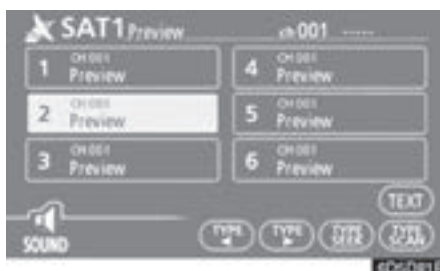 SAT1 Preview ch 001 -----
1 CH 001 Preview
2 CH 001 Preview
3 CH 001 Preview
4 CH 001 Preview
5 CH 001 Preview
6 CH 001 Preview
TEXT
SOUND
TYPE
TYPE
TYPE SEEK
TYPE SCAN